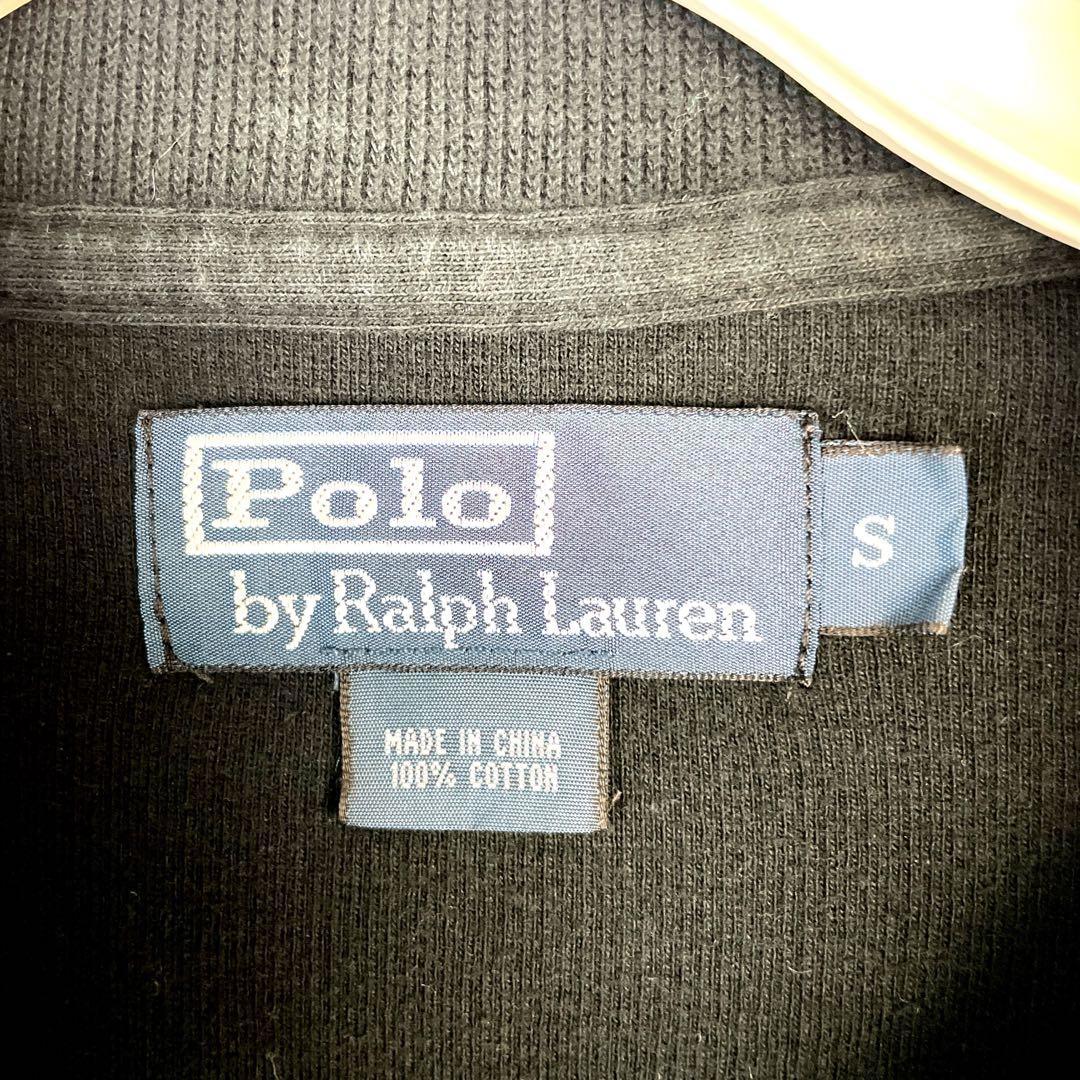 Polo
by Ralph Lauren
S
MADE IN CHINA
100% COTTON